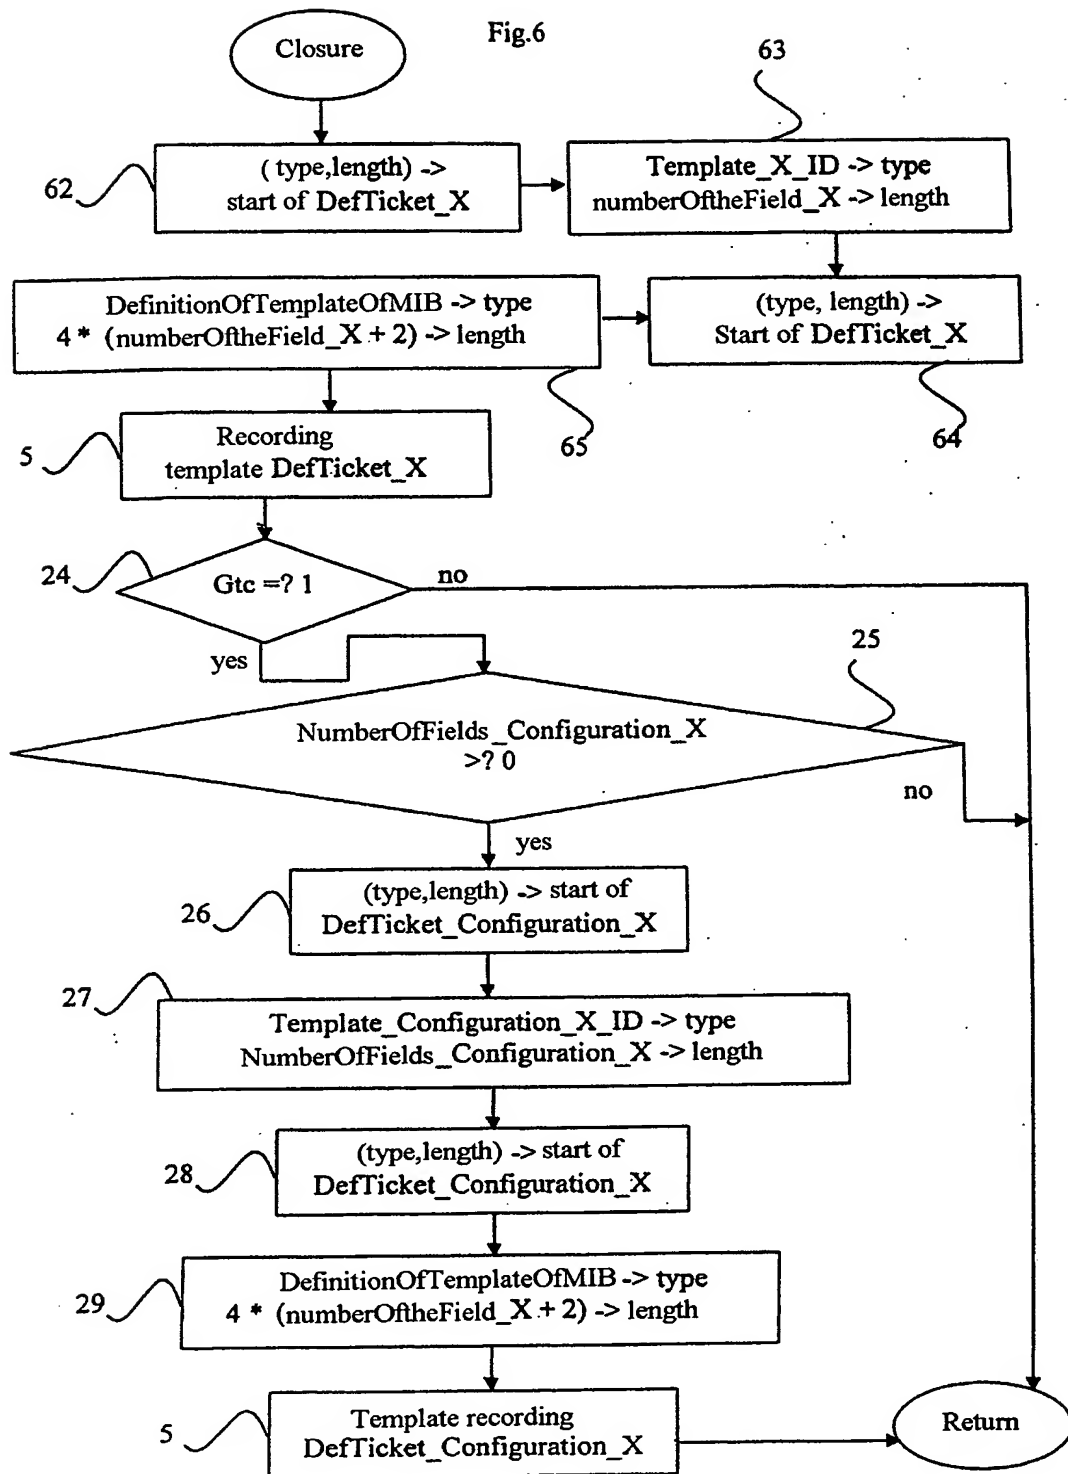 Fig.6
Closure
63
62
( type,length) ->
start of DefTicket_X
Template_X_ID -> type
numberOftheField_X -> length
DefinitionOfTemplateOfMIB -> type
4 * (numberOftheField_X + 2) -> length
(type, length) ->
Start of DefTicket_X
65
64
5
Recording
template DefTicket_X
24
Gtc =? 1
no
yes
25
NumberOfFields_Configuration_X
>? 0
no
yes
26
(type,length) -> start of
DefTicket_Configuration_X
27
Template_Configuration_X_ID -> type
NumberOfFields_Configuration_X -> length
28
(type,length) -> start of
DefTicket_Configuration_X
29
DefinitionOfTemplateOfMIB -> type
4 * (numberOftheField_X + 2) -> length
5
Template recording
DefTicket_Configuration_X
Return